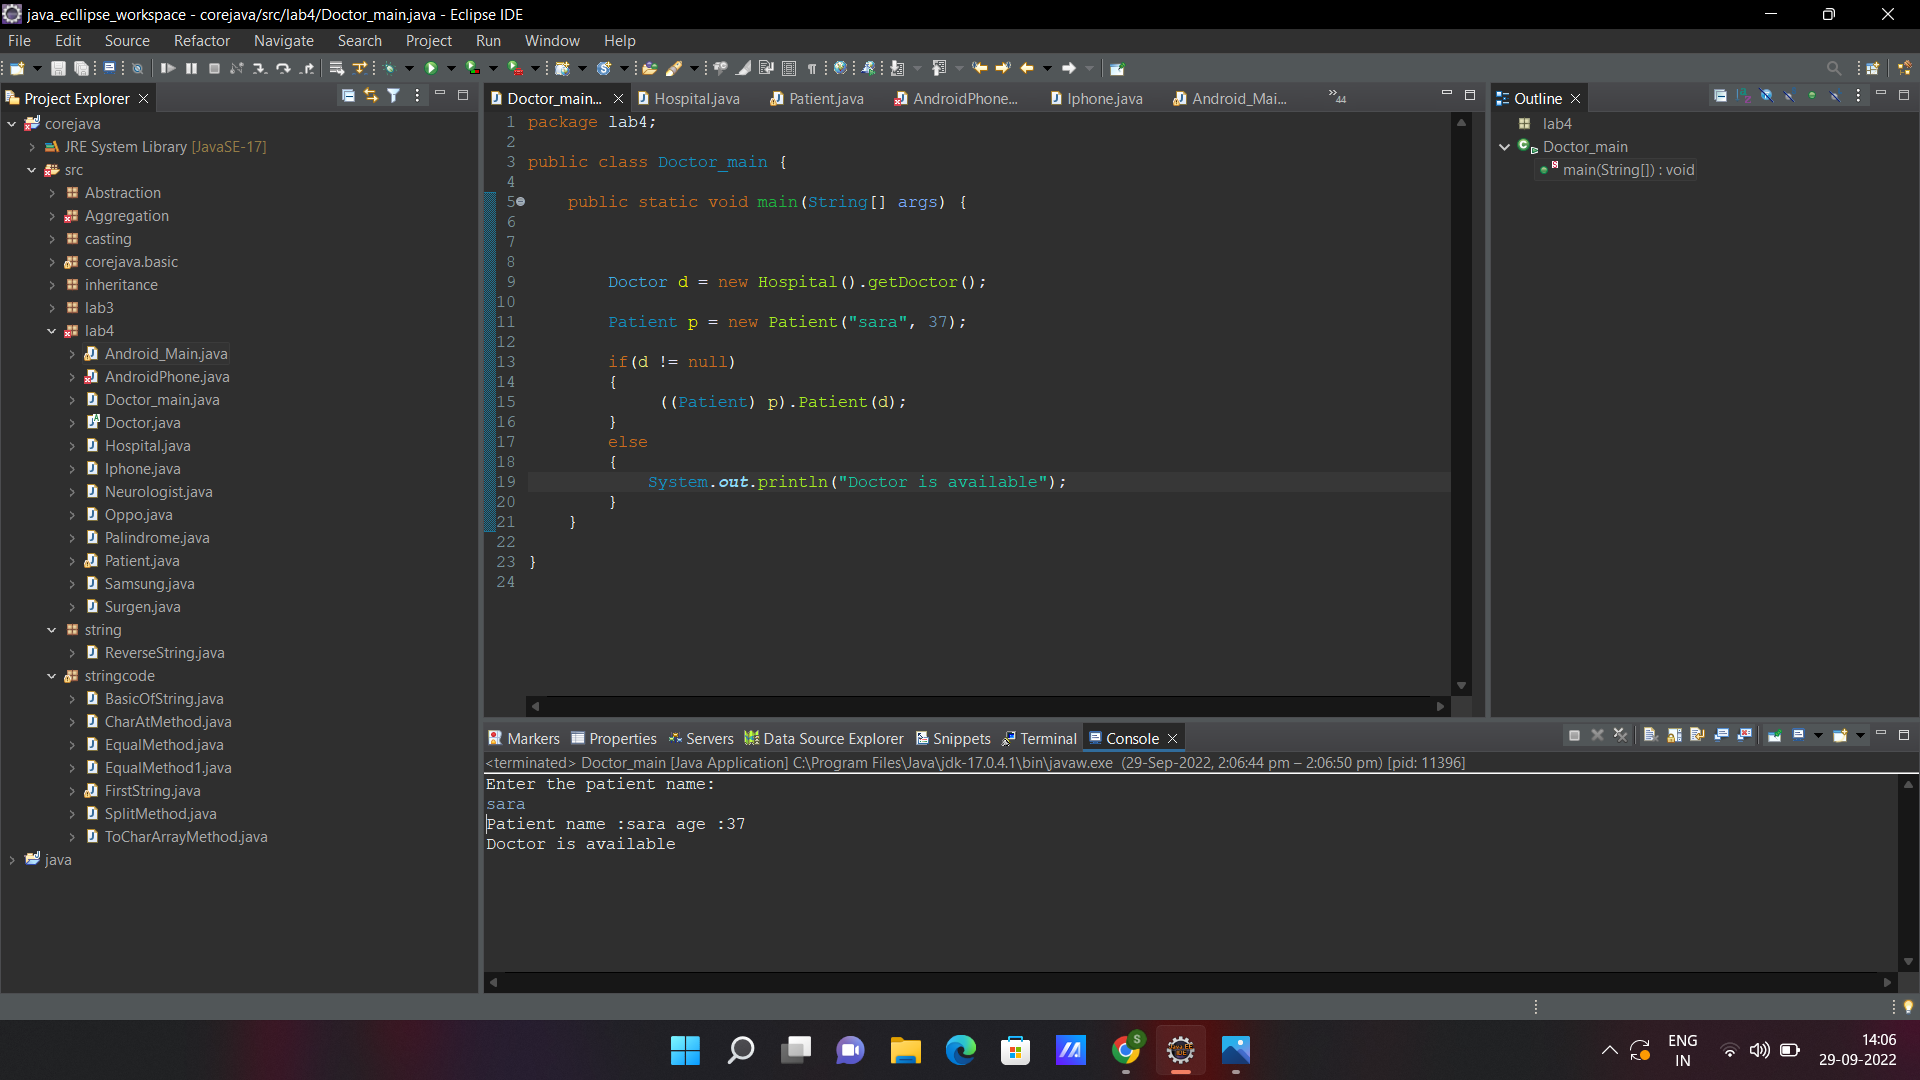 java_ecllipse_workspace - corejava/src/lab4/Doctor_main.java - Eclipse IDE
File Edit Source Refactor Navigate Search Project Run Window Help
Project Explorer
corejava
JRE System Library [JavaSE-17]
src
Abstraction
Aggregation
casting
corejava.basic
inheritance
lab3
lab4
Android_Main.java
AndroidPhone.java
Doctor_main.java
Doctor.java
Hospital.java
Iphone.java
Neurologist.java
Oppo.java
Palindrome.java
Patient.java
Samsung.java
Surgen.java
string
ReverseString.java
stringcode
BasicOfString.java
CharAtMethod.java
EqualMethod.java
EqualMethod1.java
FirstString.java
SplitMethod.java
ToCharArrayMethod.java
java
Doctor_main... Hospital.java Patient.java AndroidPhone... Iphone.java Android_Mai... »44
1 package lab4;
2
3 public class Doctor_main {
4
5 public static void main(String[] args) {
6
7
8
9 Doctor d = new Hospital().getDoctor();
10
11 Patient p = new Patient("sara", 37);
12
13 if(d != null)
14 {
15 ((Patient) p).Patient(d);
16 }
17 else
18 {
19 System.out.println("Doctor is available");
20 }
21 }
22
23 }
24
Outline
lab4
Doctor_main
main(String[]) : void
Markers Properties Servers Data Source Explorer Snippets Terminal Console
<terminated> Doctor_main [Java Application] C:\Program Files\Java\jdk-17.0.4.1\bin\javaw.exe (29-Sep-2022, 2:06:44 pm – 2:06:50 pm) [pid: 11396]
Enter the patient name:
sara
Patient name :sara age :37
Doctor is available
S
ENG
IN
14:06
29-09-2022